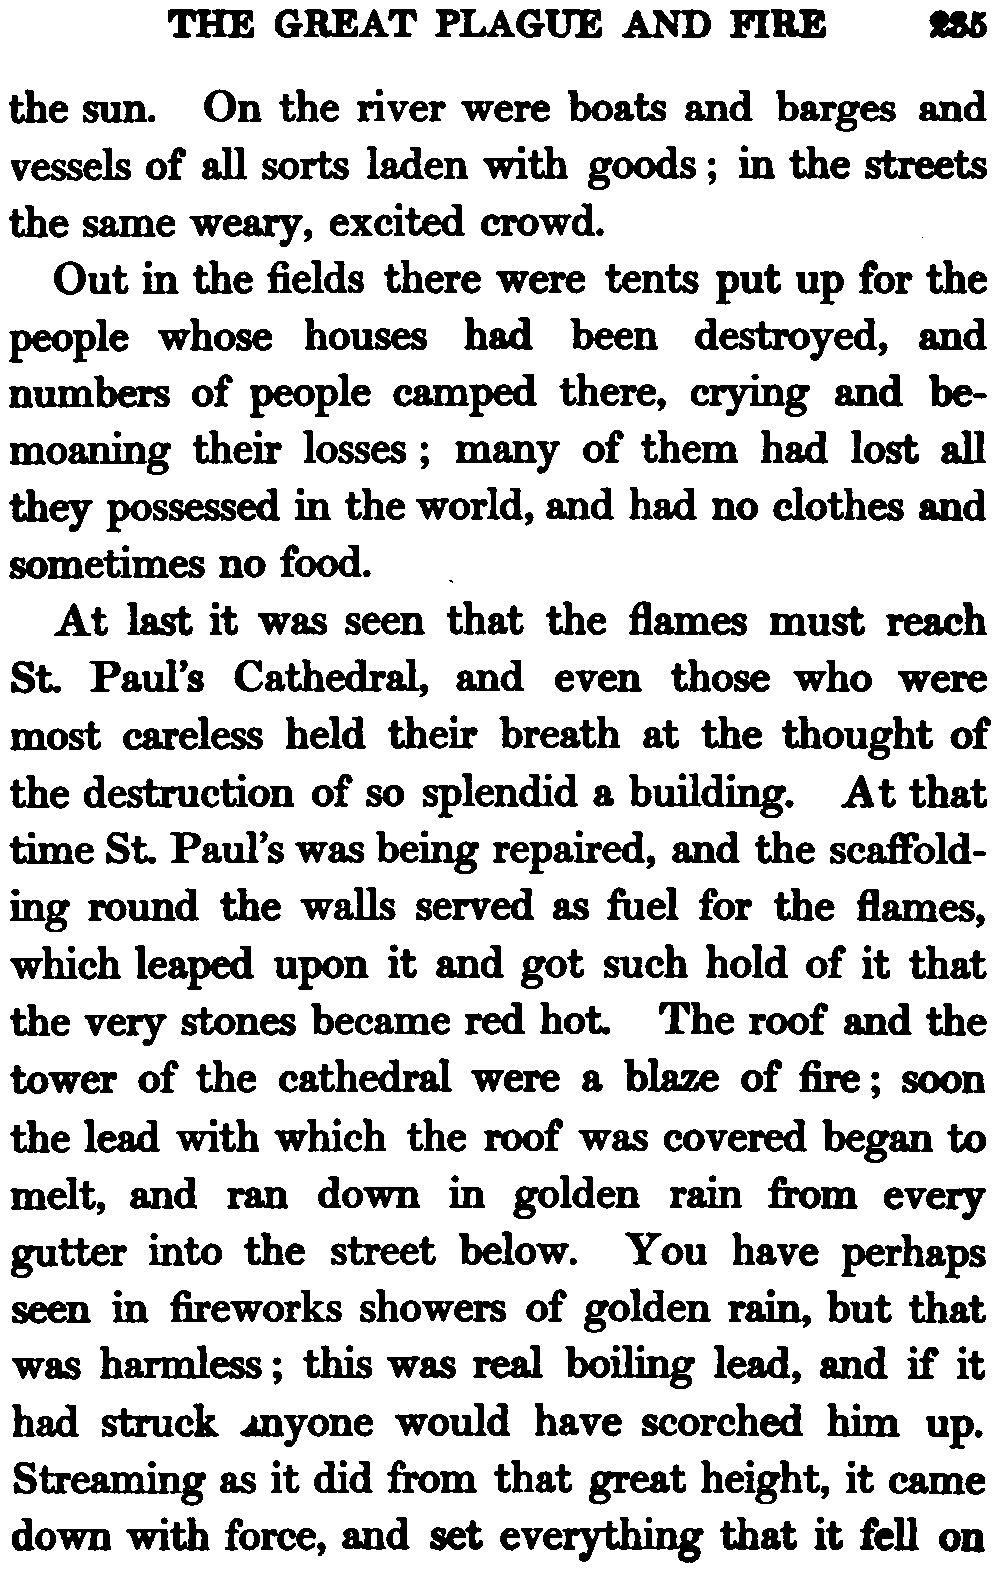 THE GREAT PLAGUE AND FIRE 235
the sun. On the river were boats and barges and
vessels of all sorts laden with goods; in the streets
the same weary, excited crowd.
Out in the fields there were tents put up for the
people whose houses had been destroyed, and
numbers of people camped there, crying and be-
moaning their losses; many of them had lost all
they possessed in the world, and had no clothes and
sometimes no food.
At last it was seen that the flames must reach
St. Paul's Cathedral, and even those who were
most careless held their breath at the thought of
the destruction of so splendid a building. At that
time St. Paul's was being repaired, and the scaffold-
ing round the walls served as fuel for the flames,
which leaped upon it and got such hold of it that
the very stones became red hot. The roof and the
tower of the cathedral were a blaze of fire; soon
the lead with which the roof was covered began to
melt, and ran down in golden rain from every
gutter into the street below. You have perhaps
seen in fireworks showers of golden rain, but that
was harmless; this was real boiling lead, and if it
had struck anyone would have scorched him up.
Streaming as it did from that great height, it came
down with force, and set everything that it fell on